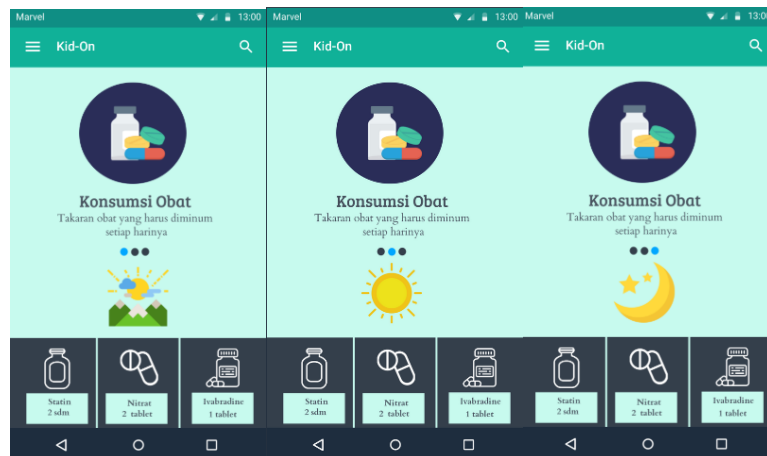 Marvel 13:00
Kid-On
Konsumsi Obat
Takaran obat yang harus diminum
setiap harinya
Statin
2 sdm
Nitrat
2 tablet
Ivabradine
1 tablet
Marvel 13:00
Kid-On
Konsumsi Obat
Takaran obat yang harus diminum
setiap harinya
Statin
2 sdm
Nitrat
2 tablet
Ivabradine
1 tablet
Marvel 13:00
Kid-On
Konsumsi Obat
Takaran obat yang harus diminum
setiap harinya
Statin
2 sdm
Nitrat
2 tablet
Ivabradine
1 tablet